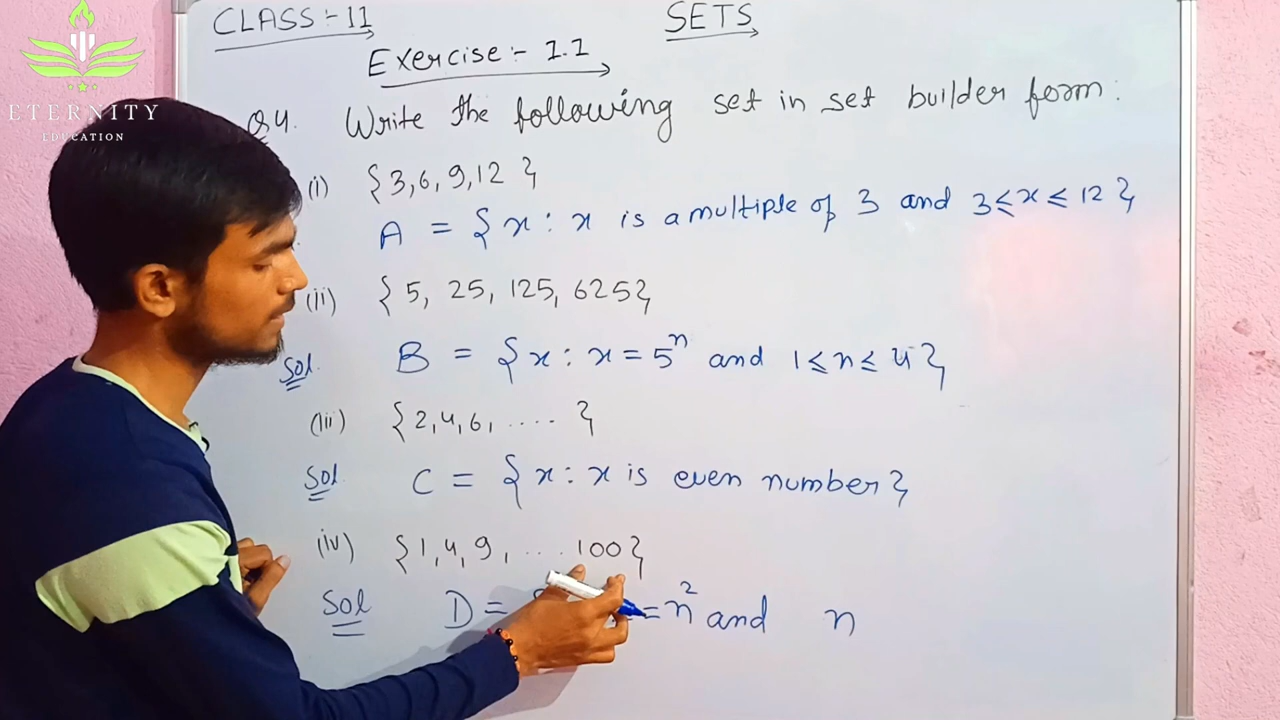 CLASS :- 11
SETS
Exercise :- 1.1
ETERNITY
EDUCATION
Q4. Write the following set in set builder form :
(i) {3,6,9,12}
A = {x : x is a multiple of 3 and 3≤x≤12}
(ii) {5, 25, 125, 625}
Sol. B = {x : x = 5ⁿ and 1≤n≤4}
(iii) {2,4,6, ....}
Sol. C = {x : x is even number}
(iv) {1,4,9, ....100}
Sol D = = n² and n